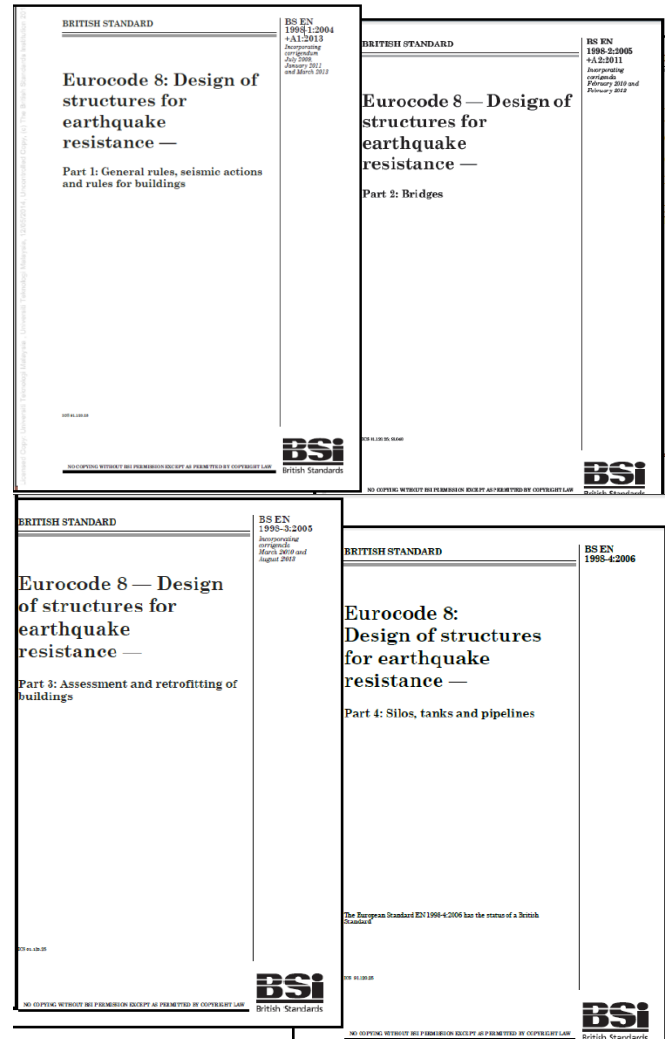 BRITISH STANDARD
BS EN
1998-1:2004
+A1:2013
Incorporating
corrigendum
July 2009,
January 2011
and March 2013
Eurocode 8: Design of
structures for
earthquake
resistance —
Part 1: General rules, seismic actions
and rules for buildings
NO COPYING WITHOUT BSI PERMISSION EXCEPT AS PERMITTED BY COPYRIGHT LAW
BSi
British Standards
BRITISH STANDARD
BS EN
1998-2:2005
+A2:2011
Incorporating
corrigenda
February 2010 and
February 2012
Eurocode 8 — Design of
structures for
earthquake
resistance —
Part 2: Bridges
NO COPYING WITHOUT BSI PERMISSION EXCEPT AS PERMITTED BY COPYRIGHT LAW
BSi
British Standards
BRITISH STANDARD
BS EN
1998-3:2005
Incorporating
corrigenda
March 2010 and
August 2013
Eurocode 8 — Design
of structures for
earthquake
resistance —
Part 3: Assessment and retrofitting of
buildings
NO COPYING WITHOUT BSI PERMISSION EXCEPT AS PERMITTED BY COPYRIGHT LAW
BSi
British Standards
BRITISH STANDARD
BS EN
1998-4:2006
Eurocode 8:
Design of structures
for earthquake
resistance —
Part 4: Silos, tanks and pipelines
The European Standard EN 1998-4:2006 has the status of a British
Standard
ICS 91.120.25
NO COPYING WITHOUT BSI PERMISSION EXCEPT AS PERMITTED BY COPYRIGHT LAW
BSi
British Standards